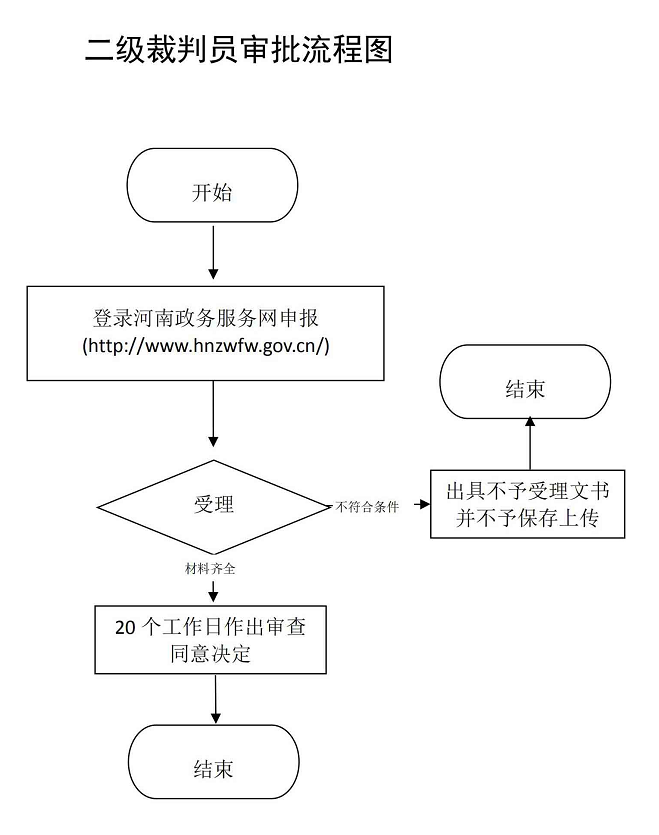 二级裁判员审批流程图
开始
登录河南政务服务网申报
(http://www.hnzwfw.gov.cn/)
结束
受理
不符合条件
出具不予受理文书
并不予保存上传
材料齐全
20 个工作日作出审查
同意决定
结束